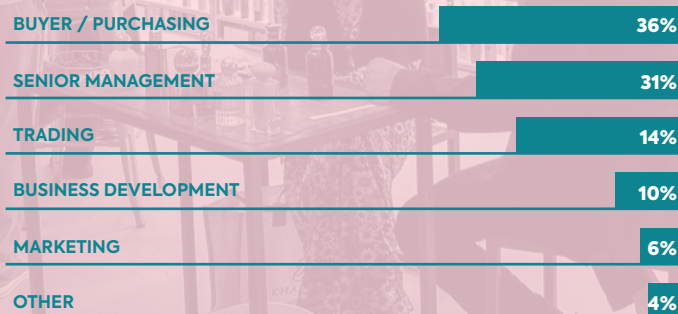 BUYER / PURCHASING 36%
SENIOR MANAGEMENT 31%
TRADING 14%
BUSINESS DEVELOPMENT 10%
MARKETING 6%
OTHER 4%